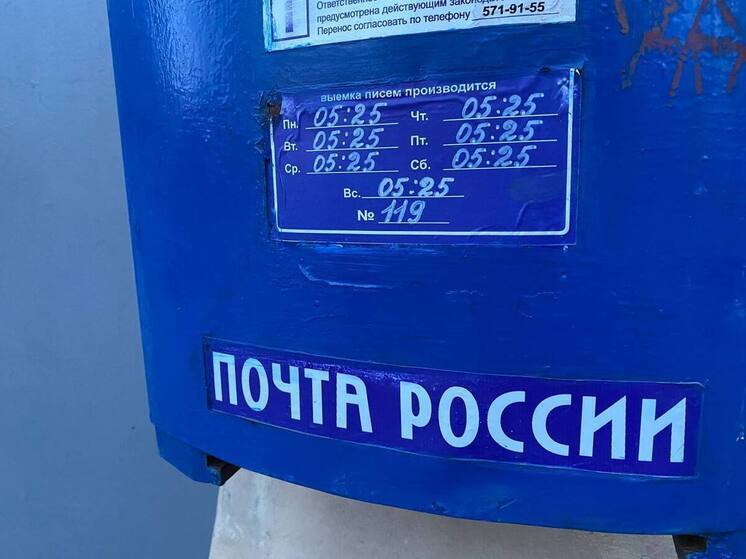 Ответственнос
предусмотрена действующим законода
Перенос согласовать по телефону 571-91-55
выемка писем производится
Пн. 05:25 Чт. 05:25
Вт. 05:25 Пт. 05:25
Ср. 05:25 Сб. 05:25
Вс. 05:25
№ 119
ПОЧТА РОССИИ